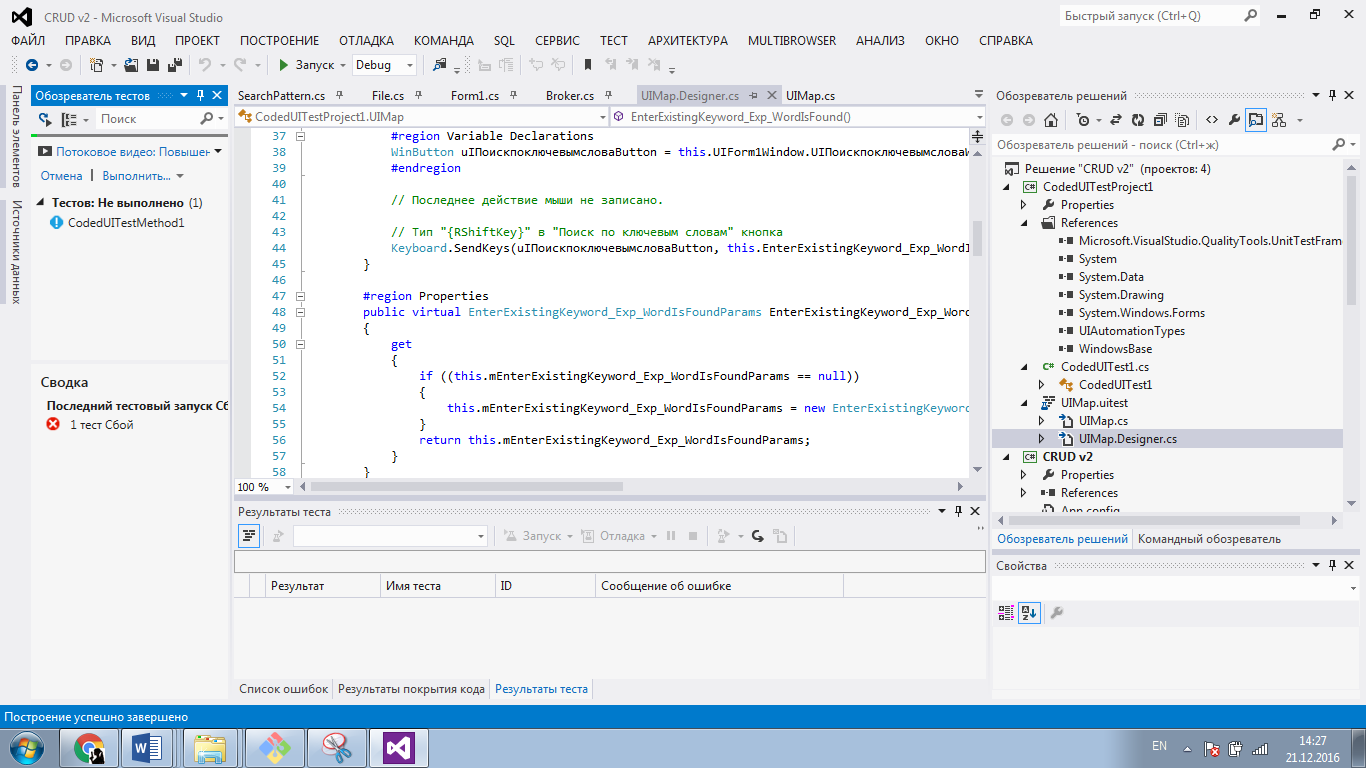 CRUD v2 - Microsoft Visual Studio
Быстрый запуск (Ctrl+Q)
ФАЙЛ ПРАВКА ВИД ПРОЕКТ ПОСТРОЕНИЕ ОТЛАДКА КОМАНДА SQL СЕРВИС ТЕСТ АРХИТЕКТУРА MULTIBROWSER АНАЛИЗ ОКНО СПРАВКА
Запуск Debug
Панель элементов
Источники данных
Обозреватель тестов
Поиск
Потоковое видео: Повышен
Отмена | Выполнить...
Тестов: Не выполнено (1)
CodedUITestMethod1
Сводка
Последний тестовый запуск Сб
1 тест Сбой
SearchPattern.cs File.cs Form1.cs Broker.cs UIMap.Designer.cs UIMap.cs
CodedUITestProject1.UIMap EnterExistingKeyword_Exp_WordIsFound()
37 #region Variable Declarations
38 WinButton uIПоискпоключевымсловаButton = this.UIForm1Window.UIПоискпоключевымсловаW
39 #endregion
40
41 // Последнее действие мыши не записано.
42
43 // Тип "{RShiftKey}" в "Поиск по ключевым словам" кнопка
44 Keyboard.SendKeys(uIПоискпоключевымсловаButton, this.EnterExistingKeyword_Exp_WordI
45 }
46
47 #region Properties
48 public virtual EnterExistingKeyword_Exp_WordIsFoundParams EnterExistingKeyword_Exp_Word
49 {
50 get
51 {
52 if ((this.mEnterExistingKeyword_Exp_WordIsFoundParams == null))
53 {
54 this.mEnterExistingKeyword_Exp_WordIsFoundParams = new EnterExistingKeyword
55 }
56 return this.mEnterExistingKeyword_Exp_WordIsFoundParams;
57 }
58 }
100 %
Результаты теста
Запуск Отладка
Результат Имя теста ID Сообщение об ошибке
Список ошибок Результаты покрытия кода Результаты теста
Обозреватель решений
Обозреватель решений - поиск (Ctrl+ж)
Решение "CRUD v2" (проектов: 4)
CodedUITestProject1
Properties
References
Microsoft.VisualStudio.QualityTools.UnitTestFram
System
System.Data
System.Drawing
System.Windows.Forms
UIAutomationTypes
WindowsBase
CodedUITest1.cs
CodedUITest1
UIMap.uitest
UIMap.cs
UIMap.Designer.cs
CRUD v2
Properties
References
App.config
Обозреватель решений Командный обозреватель
Свойства
Построение успешно завершено
EN
14:27
21.12.2016